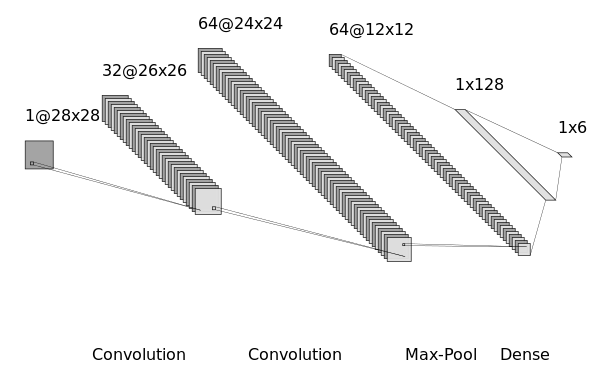 64@24x24
64@12x12
32@26x26
1x128
1@28x28
1x6
Convolution
Convolution
Max-Pool
Dense